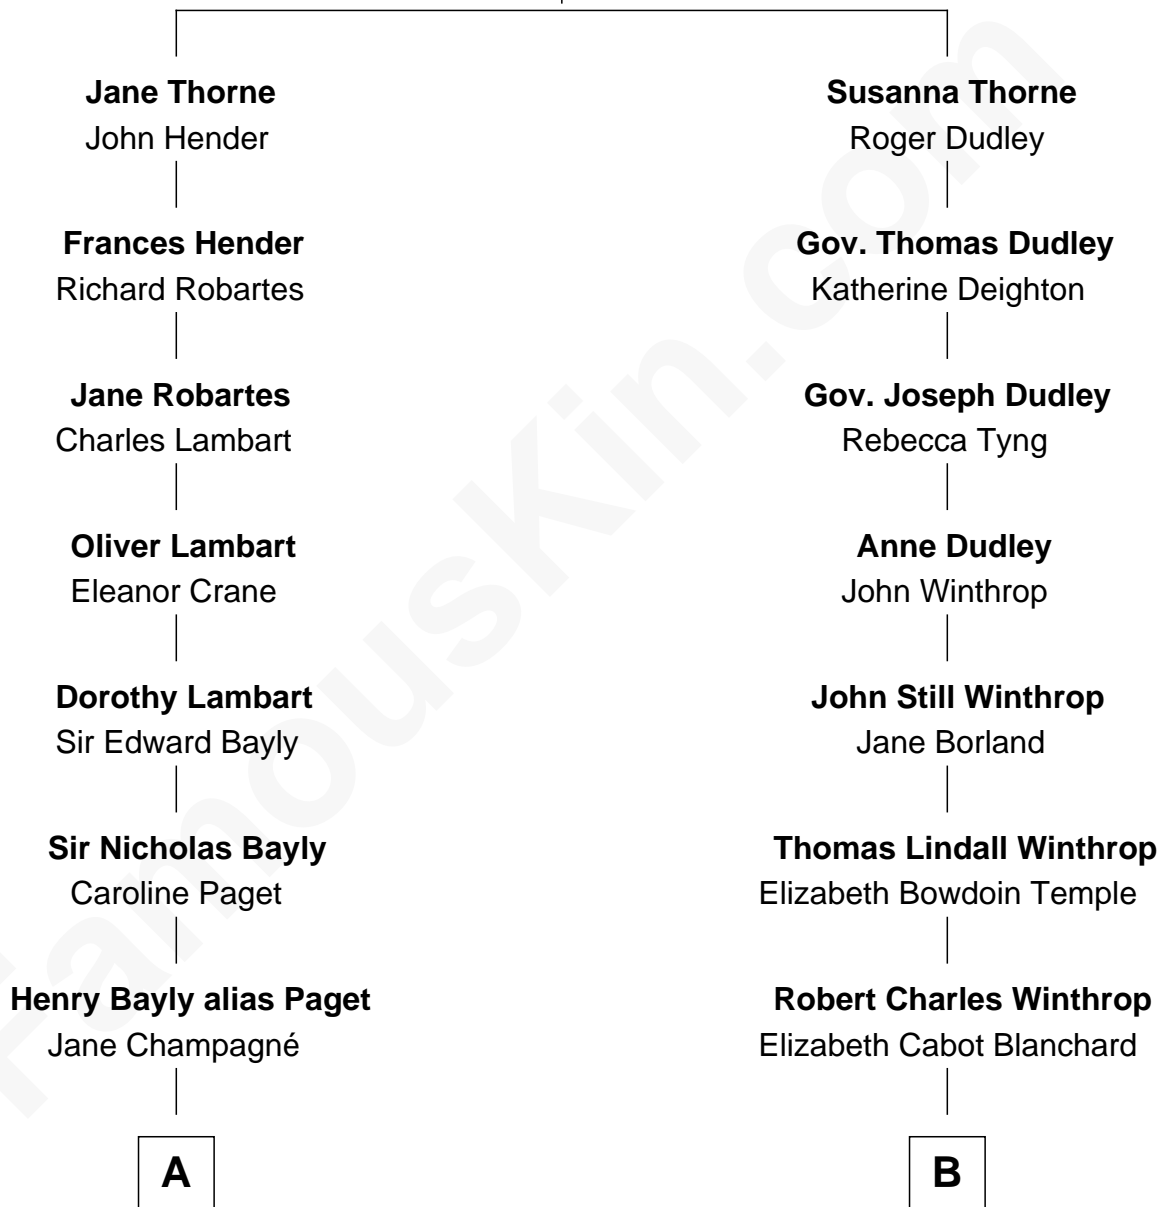 Jane Thorne
John Hender
Susanna Thorne
Roger Dudley
Frances Hender
Richard Robartes
Gov. Thomas Dudley
Katherine Deighton
Jane Robartes
Charles Lambart
Gov. Joseph Dudley
Rebecca Tyng
Oliver Lambart
Eleanor Crane
Anne Dudley
John Winthrop
Dorothy Lambart
Sir Edward Bayly
John Still Winthrop
Jane Borland
Sir Nicholas Bayly
Caroline Paget
Thomas Lindall Winthrop
Elizabeth Bowdoin Temple
Henry Bayly alias Paget
Jane Champagné
Robert Charles Winthrop
Elizabeth Cabot Blanchard
A
B
FamousKin.com